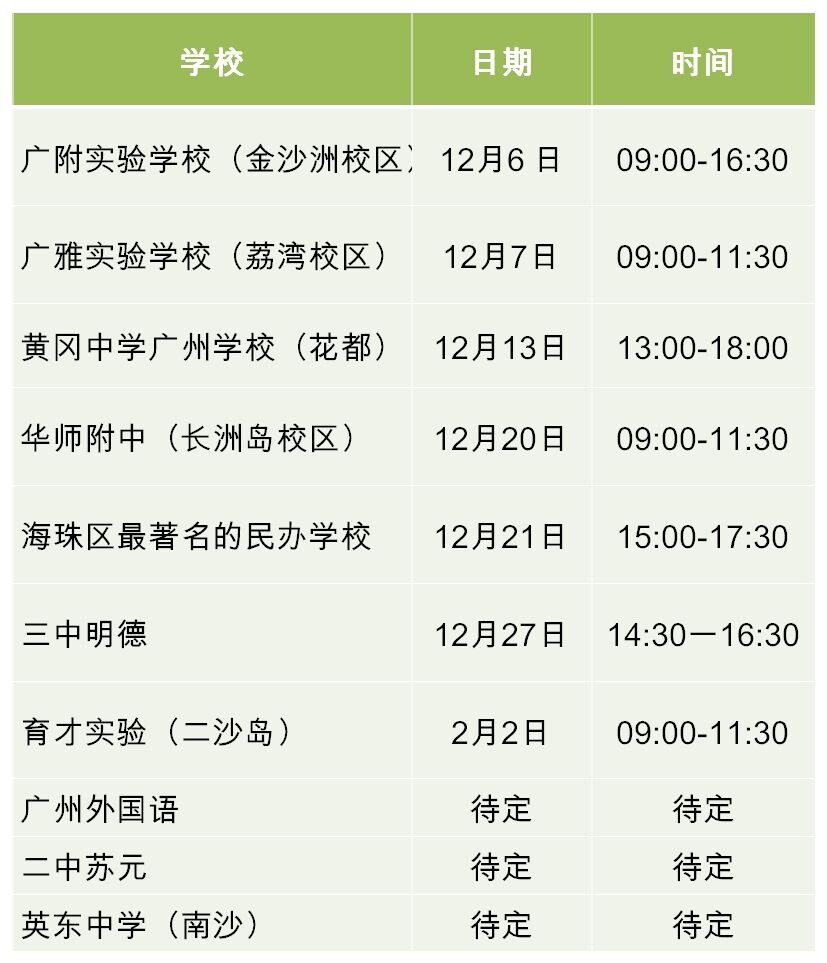 学校 日期 时间
广附实验学校（金沙洲校区） 12月6 日 09:00-16:30
广雅实验学校（荔湾校区） 12月7日 09:00-11:30
黄冈中学广州学校（花都） 12月13日 13:00-18:00
华师附中（长洲岛校区） 12月20日 09:00-11:30
海珠区最著名的民办学校 12月21日 15:00-17:30
三中明德 12月27日 14:30一16:30
育才实验（二沙岛） 2月2日 09:00-11:30
广州外国语 待定 待定
二中苏元 待定 待定
英东中学（南沙） 待定 待定